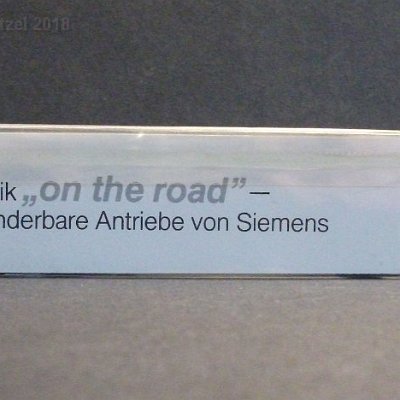 tzel 2018
ik „on the road” —
nderbare Antriebe von Siemens